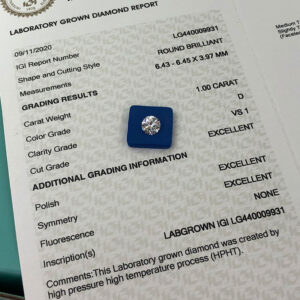 LABORATORY GROWN DIAMOND REPORT
09/11/2020
IGI Report Number LG440009931
Shape and Cutting Style ROUND BRILLIANT
Measurements 6.43 - 6.45 X 3.97 MM
GRADING RESULTS
Carat Weight 1.00 CARAT
Color Grade D
Clarity Grade VS 1
Cut Grade EXCELLENT
ADDITIONAL GRADING INFORMATION
Polish EXCELLENT
Symmetry EXCELLENT
Fluorescence NONE
Inscription(s) LABGROWN IGI LG440009931
Comments:This Laboratory grown diamond was created by
high pressure high temperature process (HPHT).
Medium
Slightly
(Faceted)